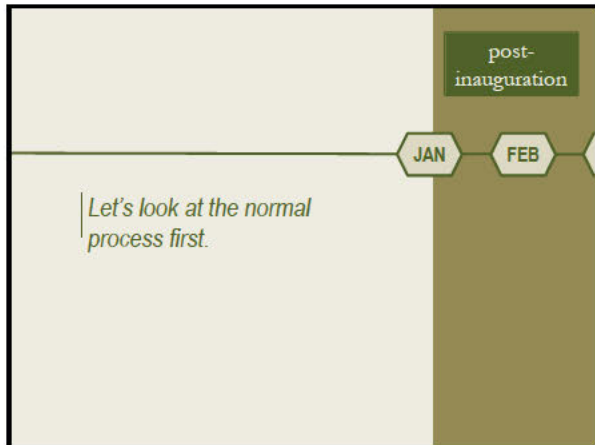 post-
inauguration
JAN FEB
Let's look at the normal
process first.